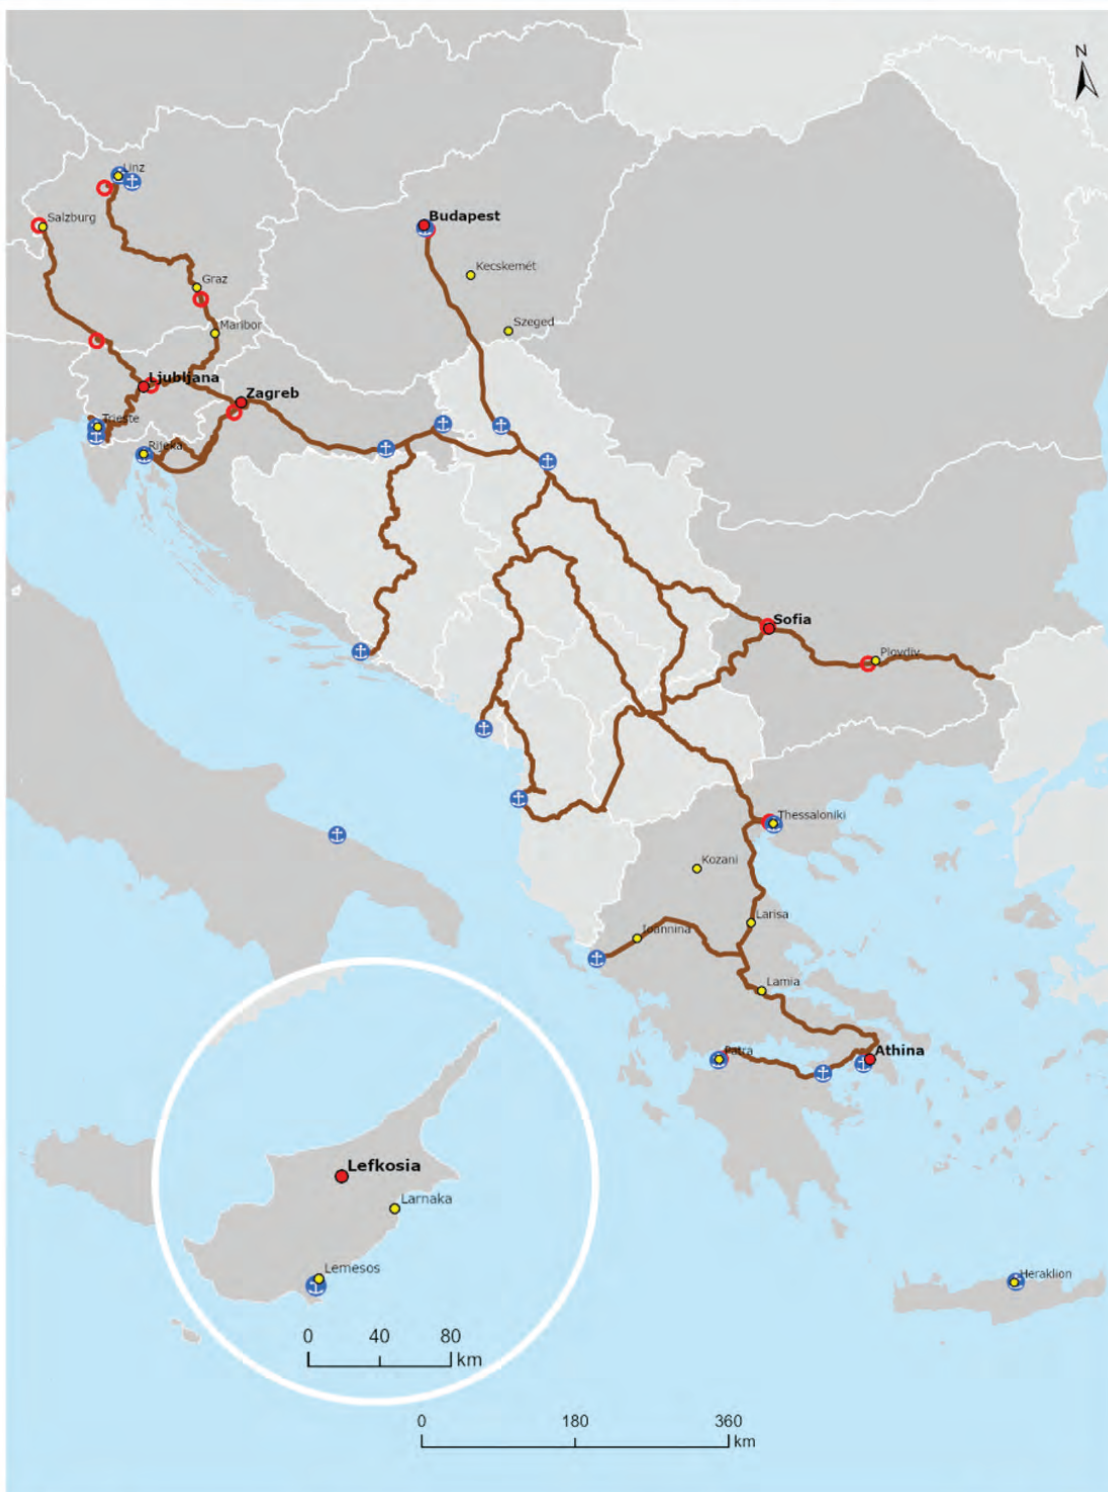 N
Linz
Salzburg
Budapest
Kecskemét
Graz
Szeged
Maribor
Ljubljana
Zagreb
Trieste
Rijeka
Sofia
Plovdiv
Thessaloniki
Kozani
Larisa
Ioannina
Lamia
Patra
Athina
Lefkosia
Larnaka
Lemesos
Heraklion
0 40 80
km
0 180 360
km